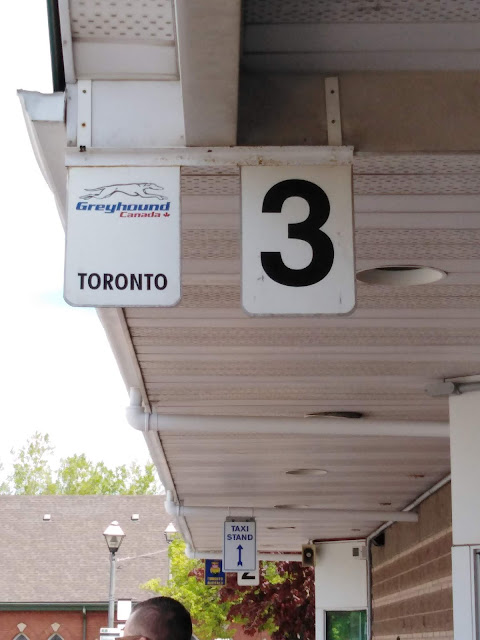 Greyhound
Canada
TORONTO
3
TAXI
STAND
2